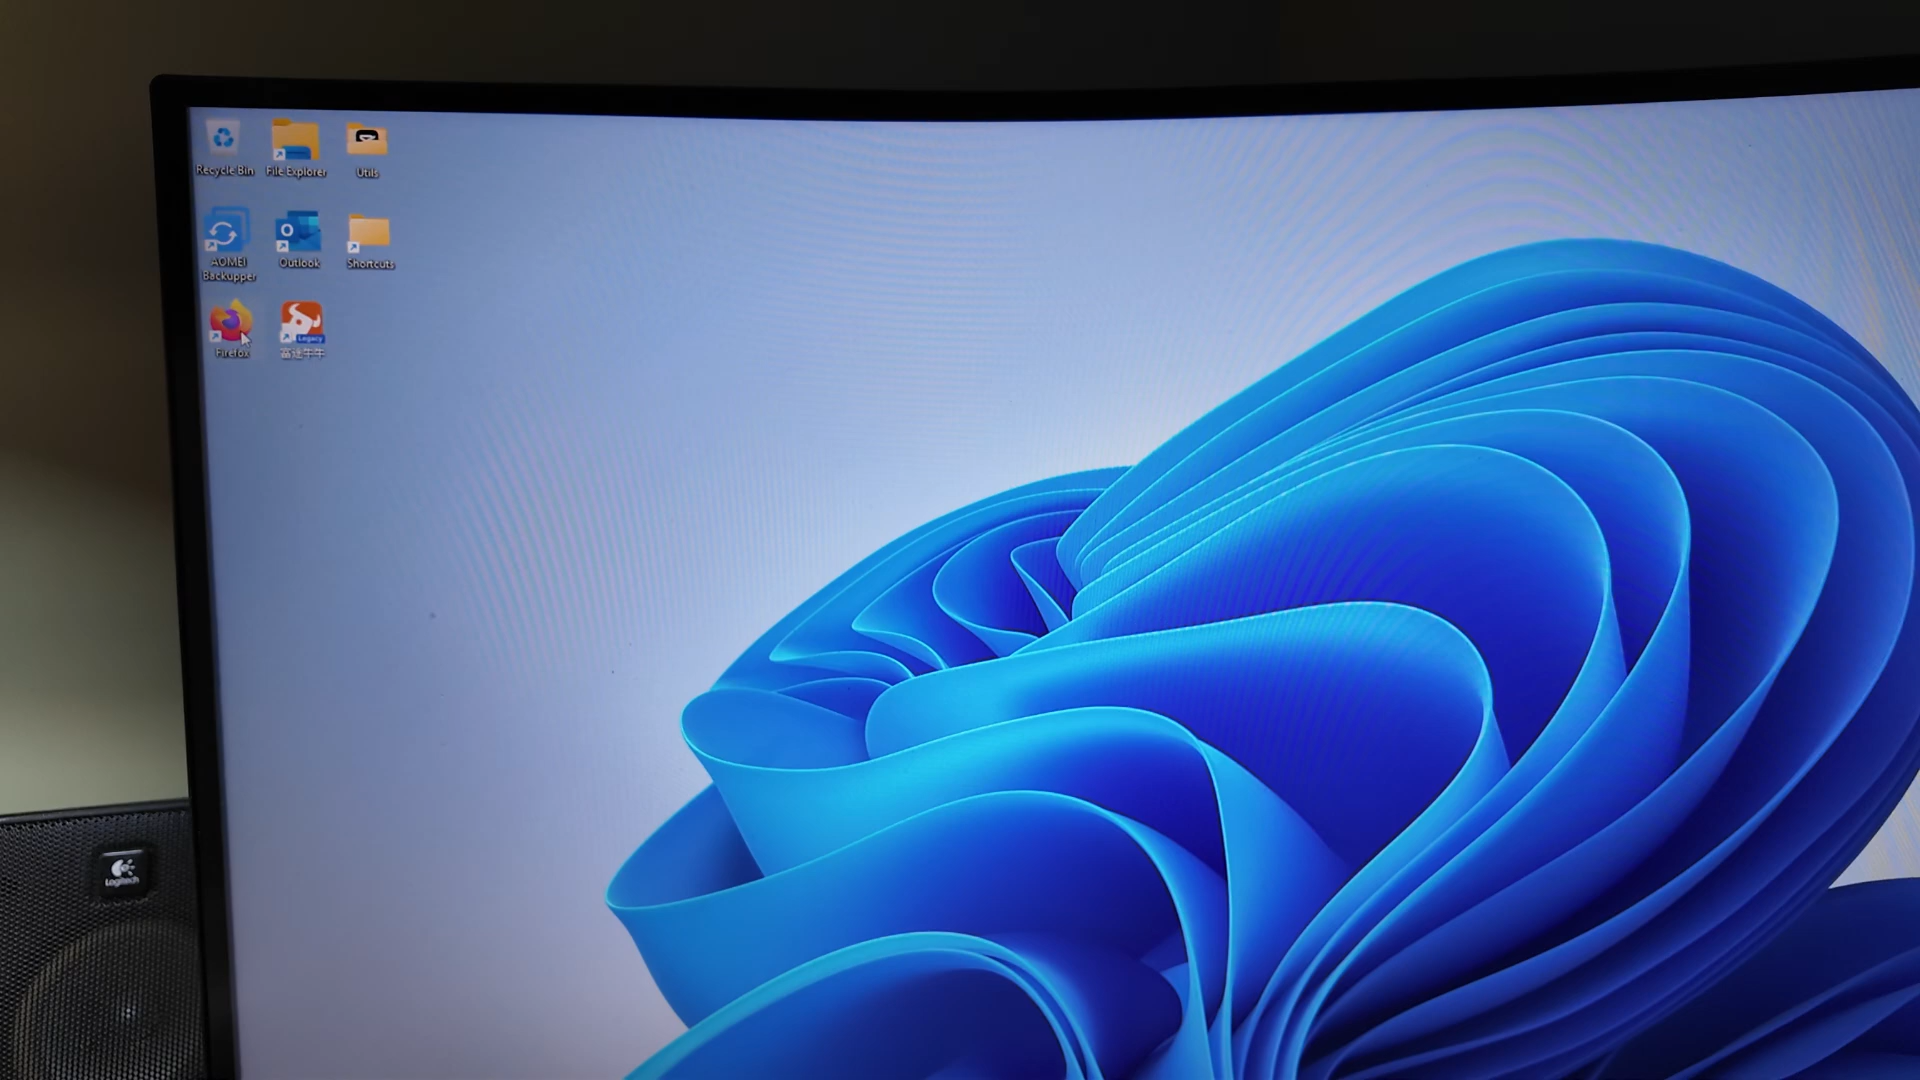 Recycle Bin
File Explorer
Utils
AOMEI
Backupper
Outlook
Shortcuts
Firefox
Legacy
富途牛牛
Logitech